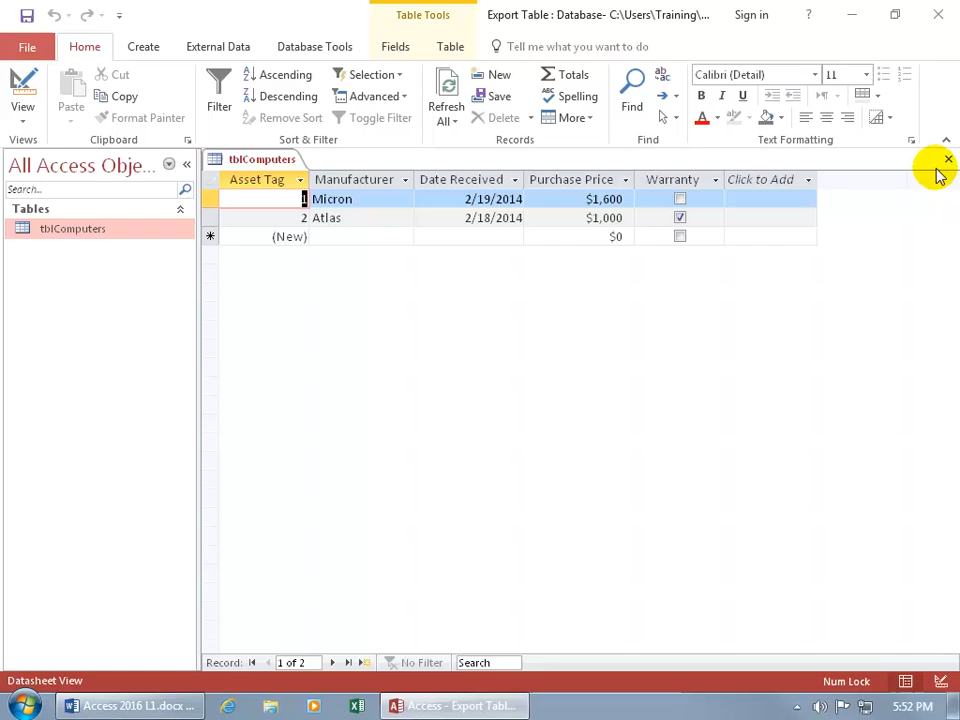 Table Tools
Export Table : Database- C:\Users\Training\...
Sign in
?
File
Home
Create
External Data
Database Tools
Fields
Table
Tell me what you want to do
View
Views
Paste
Cut
Copy
Format Painter
Clipboard
Filter
Ascending
Descending
Remove Sort
Selection
Advanced
Toggle Filter
Sort & Filter
Refresh
All
New
Save
Delete
Totals
Spelling
More
Records
Find
Find
Calibri (Detail)
11
B I U
A
Text Formatting
All Access Obje...
Search...
Tables
tblComputers
tblComputers
Asset Tag Manufacturer Date Received Purchase Price Warranty Click to Add
1 Micron 2/19/2014 $1,600
2 Atlas 2/18/2014 $1,000
(New) $0
Record: 1 of 2 No Filter Search
Datasheet View
Num Lock
Access 2016 L1.docx ...
Access - Export Tabl...
5:52 PM